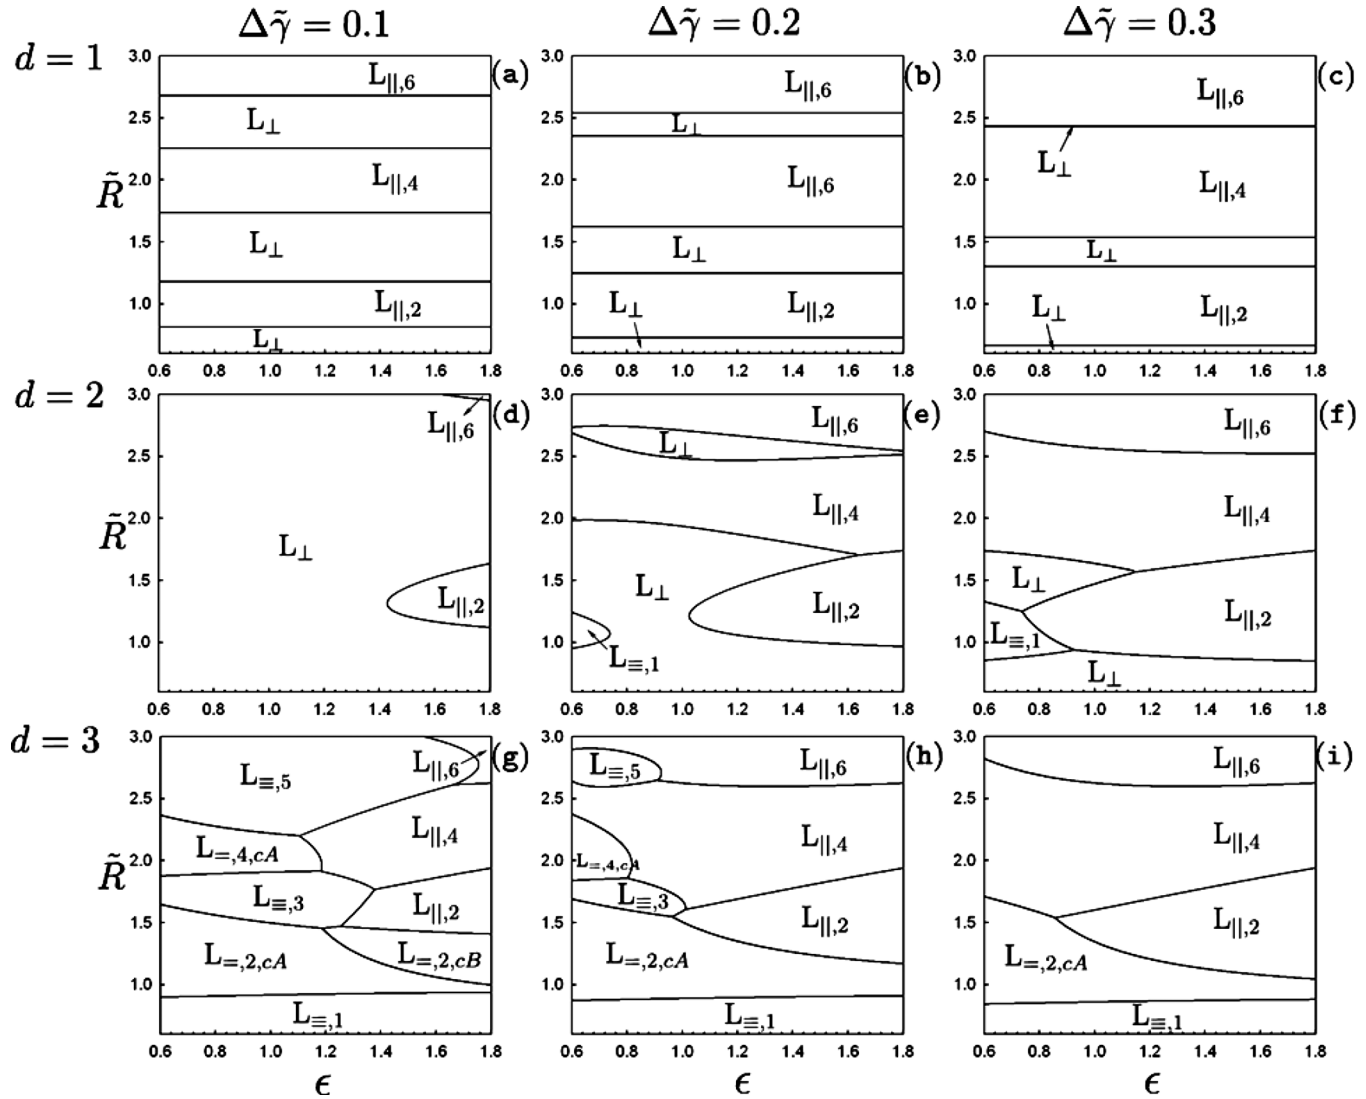 Δγ̃ = 0.1 Δγ̃ = 0.2 Δγ̃ = 0.3
d = 1
3.0
2.5
2.0
1.5
1.0
R̃
L∥,6
L⊥
L∥,4
L⊥
L∥,2
L⊥
(a)
0.6 0.8 1.0 1.2 1.4 1.6 1.8
3.0
2.5
2.0
1.5
1.0
L∥,6
L⊥
L∥,6
L⊥
L⊥ L∥,2
(b)
0.6 0.8 1.0 1.2 1.4 1.6 1.8
3.0
2.5
2.0
1.5
1.0
L∥,6
L⊥
L∥,4
L⊥
L⊥ L∥,2
(c)
0.6 0.8 1.0 1.2 1.4 1.6 1.8
d = 2
3.0
2.5
2.0
1.5
1.0
R̃
L∥,6
L⊥
L∥,2
(d)
0.6 0.8 1.0 1.2 1.4 1.6 1.8
3.0
2.5
2.0
1.5
1.0
L∥,6
L⊥
L∥,4
L⊥ L∥,2
L≡,1
(e)
0.6 0.8 1.0 1.2 1.4 1.6 1.8
3.0
2.5
2.0
1.5
1.0
L∥,6
L∥,4
L⊥
L≡,1 L∥,2
L⊥
(f)
0.6 0.8 1.0 1.2 1.4 1.6 1.8
d = 3
3.0
2.5
2.0
1.5
1.0
R̃
L≡,5 L∥,6
L=,4,cA L∥,4
L≡,3 L∥,2
L=,2,cA L=,2,cB
L≡,1
(g)
0.6 0.8 1.0 1.2 1.4 1.6 1.8
ϵ
3.0
2.5
2.0
1.5
1.0
L≡,5 L∥,6
L=,4,cA L∥,4
L≡,3 L∥,2
L=,2,cA
L≡,1
(h)
0.6 0.8 1.0 1.2 1.4 1.6 1.8
ϵ
3.0
2.5
2.0
1.5
1.0
L∥,6
L∥,4
L∥,2
L=,2,cA
L≡,1
(i)
0.6 0.8 1.0 1.2 1.4 1.6 1.8
ϵ